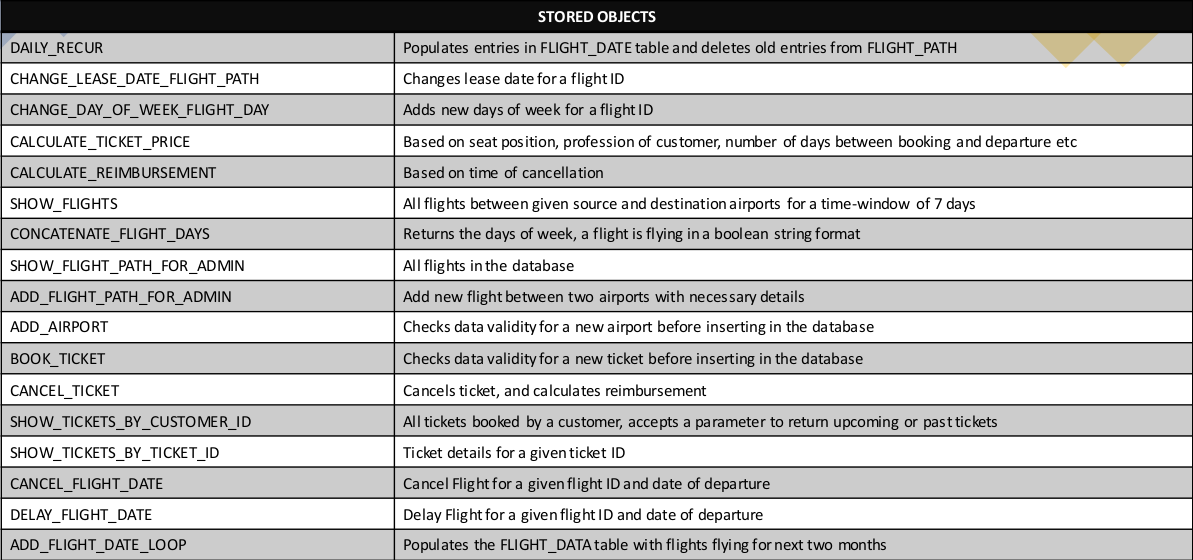 STORED OBJECTS
DAILY_RECUR Populates entries in FLIGHT_DATE table and deletes old entries from FLIGHT_PATH
CHANGE_LEASE_DATE_FLIGHT_PATH Changes lease date for a flight ID
CHANGE_DAY_OF_WEEK_FLIGHT_DAY Adds new days of week for a flight ID
CALCULATE_TICKET_PRICE Based on seat position, profession of customer, number of days between booking and departure etc
CALCULATE_REIMBURSEMENT Based on time of cancellation
SHOW_FLIGHTS All flights between given source and destination airports for a time-window of 7 days
CONCATENATE_FLIGHT_DAYS Returns the days of week, a flight is flying in a boolean string format
SHOW_FLIGHT_PATH_FOR_ADMIN All flights in the database
ADD_FLIGHT_PATH_FOR_ADMIN Add new flight between two airports with necessary details
ADD_AIRPORT Checks data validity for a new airport before inserting in the database
BOOK_TICKET Checks data validity for a new ticket before inserting in the database
CANCEL_TICKET Cancels ticket, and calculates reimbursement
SHOW_TICKETS_BY_CUSTOMER_ID All tickets booked by a customer, accepts a parameter to return upcoming or past tickets
SHOW_TICKETS_BY_TICKET_ID Ticket details for a given ticket ID
CANCEL_FLIGHT_DATE Cancel Flight for a given flight ID and date of departure
DELAY_FLIGHT_DATE Delay Flight for a given flight ID and date of departure
ADD_FLIGHT_DATE_LOOP Populates the FLIGHT_DATA table with flights flying for next two months